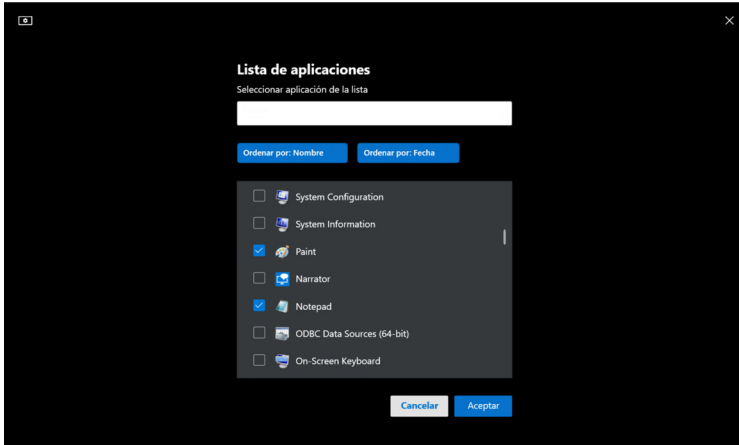 Lista de aplicaciones
Seleccionar aplicación de la lista
Ordenar por: Nombre
Ordenar por: Fecha
System Configuration
System Information
Paint
Narrator
Notepad
ODBC Data Sources (64-bit)
On-Screen Keyboard
Cancelar
Aceptar